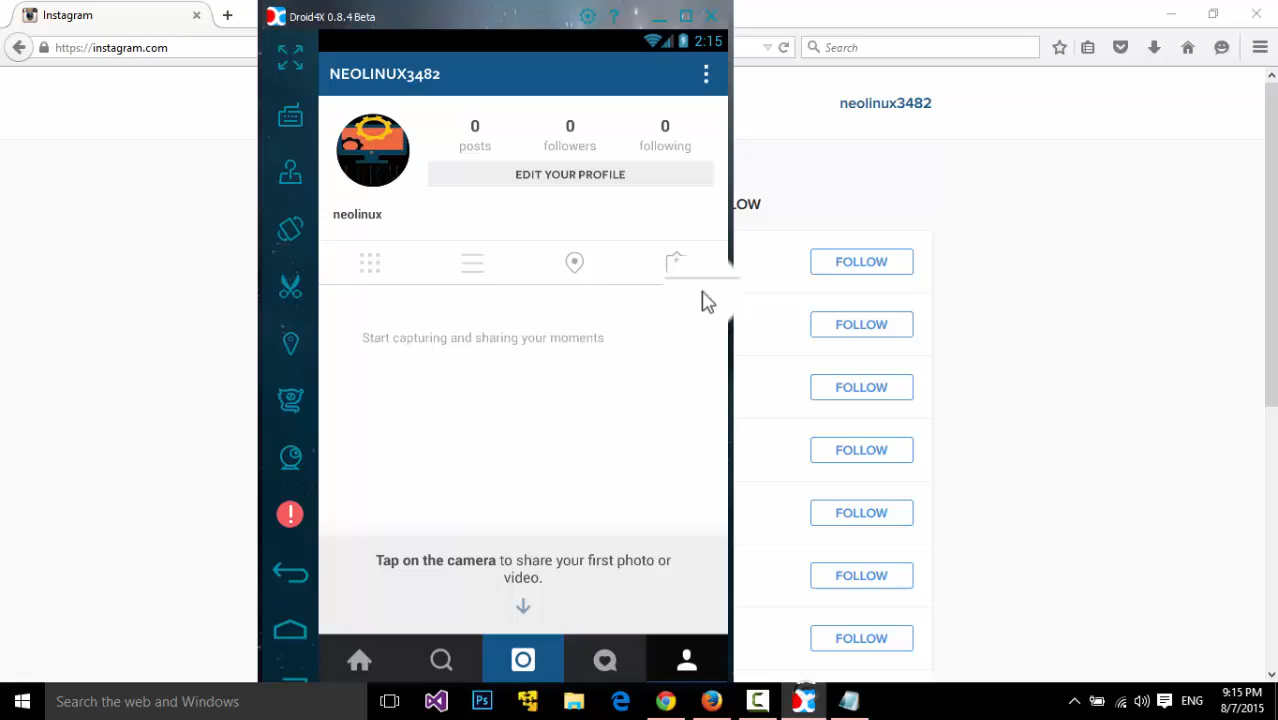 Instagram
Droid4X 0.8.4 Beta
https://instagram.com
Search
2:15
NEOLINUX3482
neolinux3482
0 0 0
posts followers following
EDIT YOUR PROFILE
LOW
neolinux
FOLLOW
FOLLOW
Start capturing and sharing your moments
FOLLOW
FOLLOW
FOLLOW
Tap on the camera to share your first photo or
video.
FOLLOW
FOLLOW
Search the web and Windows
Ps
ENG
9:15 PM
8/7/2015